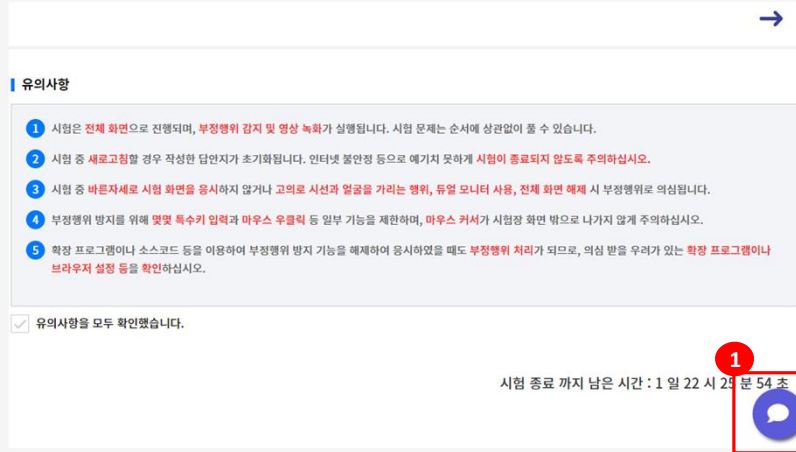 유의사항
1 시험은 전체 화면으로 진행되며, 부정행위 감지 및 영상 녹화가 실행됩니다. 시험 문제는 순서에 상관없이 풀 수 있습니다.
2 시험 중 새로고침할 경우 작성한 답안지가 초기화됩니다. 인터넷 불안정 등으로 예기치 못하게 시험이 종료되지 않도록 주의하십시오.
3 시험 중 바른자세로 시험 화면을 응시하지 않거나 고의로 시선과 얼굴을 가리는 행위, 듀얼 모니터 사용, 전체 화면 해제 시 부정행위로 의심됩니다.
4 부정행위 방지를 위해 몇몇 특수키 입력과 마우스 우클릭 등 일부 기능을 제한하며, 마우스 커서가 시험장 화면 밖으로 나가지 않게 주의하십시오.
5 확장 프로그램이나 소스코드 등을 이용하여 부정행위 방지 기능을 해제하여 응시하였을 때도 부정행위 처리가 되므로, 의심 받을 우려가 있는 확장 프로그램이나
브라우저 설정 등을 확인하십시오.
유의사항을 모두 확인했습니다.
1
시험 종료 까지 남은 시간 : 1 일 22 시 25 분 54 초